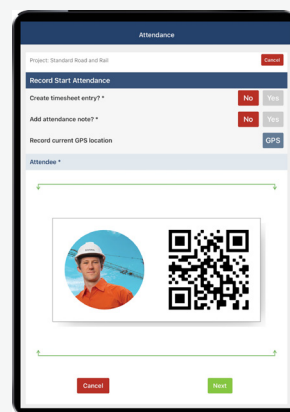 Attendance
Project: Standard Road and Rail
Cancel
Record Start Attendance
Create timesheet entry? *
No
Yes
Add attendance note? *
No
Yes
Record current GPS location
GPS
Attendee *
Cancel
Next